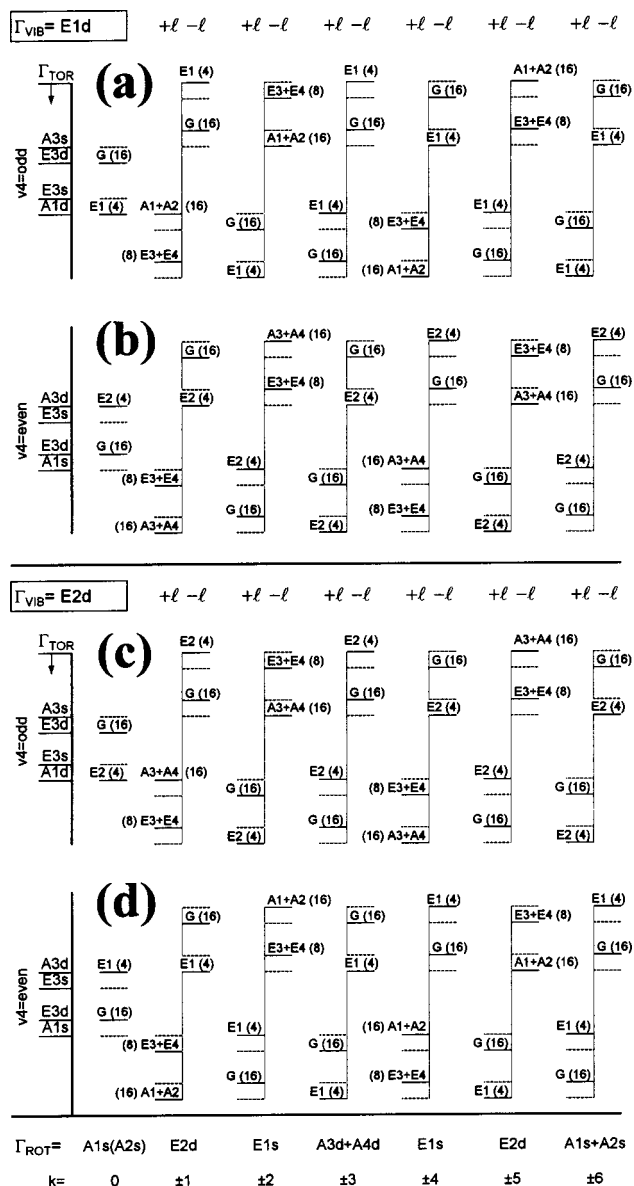 Γ_VIB= E1d +ℓ −ℓ +ℓ −ℓ +ℓ −ℓ +ℓ −ℓ +ℓ −ℓ +ℓ −ℓ
Γ_TOR (a) E1 (4) E3+E4 (8) E1 (4) G (16) A1+A2 (16) G (16)
G (16) A1+A2 (16) G (16) E1 (4) E3+E4 (8) E1 (4)
v4=odd
A3s
E3d G (16)
E3s
A1d E1 (4) A1+A2 (16) G (16) E1 (4) (8) E3+E4 E1 (4) G (16)
(8) E3+E4 E1 (4) G (16) (16) A1+A2 G (16) E1 (4)
(b) G (16) A3+A4 (16) G (16) E2 (4) E3+E4 (8) E2 (4)
E2 (4) E3+E4 (8) E2 (4) G (16) A3+A4 (16) G (16)
v4=even
A3d E2 (4)
E3s
E3d G (16)
A1s
(8) E3+E4 E2 (4) G (16) (16) A3+A4 G (16) E2 (4)
(16) A3+A4 G (16) E2 (4) (8) E3+E4 E2 (4) G (16)
Γ_VIB= E2d +ℓ −ℓ +ℓ −ℓ +ℓ −ℓ +ℓ −ℓ +ℓ −ℓ +ℓ −ℓ
Γ_TOR (c) E2 (4) E3+E4 (8) E2 (4) G (16) A3+A4 (16) G (16)
G (16) A3+A4 (16) G (16) E2 (4) E3+E4 (8) E2 (4)
v4=odd
A3s
E3d G (16)
E3s
A1d E2 (4) A3+A4 (16) G (16) E2 (4) (8) E3+E4 E2 (4) G (16)
(8) E3+E4 E2 (4) G (16) (16) A3+A4 G (16) E2 (4)
(d) G (16) A1+A2 (16) G (16) E1 (4) E3+E4 (8) E1 (4)
E1 (4) E3+E4 (8) E1 (4) G (16) A1+A2 (16) G (16)
v4=even
A3d E1 (4)
E3s
E3d G (16)
A1s
(8) E3+E4 E1 (4) G (16) (16) A1+A2 G (16) E1 (4)
(16) A1+A2 G (16) E1 (4) (8) E3+E4 E1 (4) G (16)
Γ_ROT= A1s(A2s) E2d E1s A3d+A4d E1s E2d A1s+A2s
k= 0 ±1 ±2 ±3 ±4 ±5 ±6